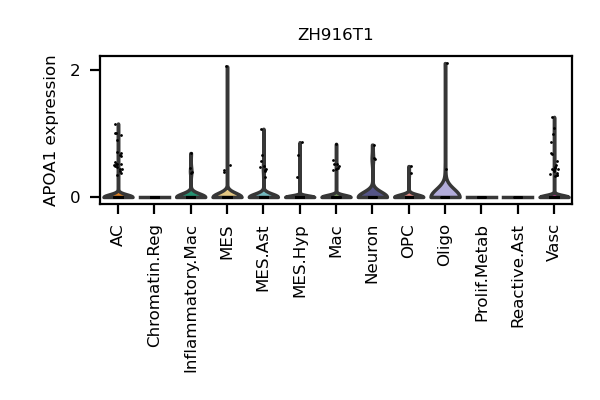 ZH916T1
APOA1 expression
2
0
AC
Chromatin.Reg
Inflammatory.Mac
MES
MES.Ast
MES.Hyp
Mac
Neuron
OPC
Oligo
Prolif.Metab
Reactive.Ast
Vasc